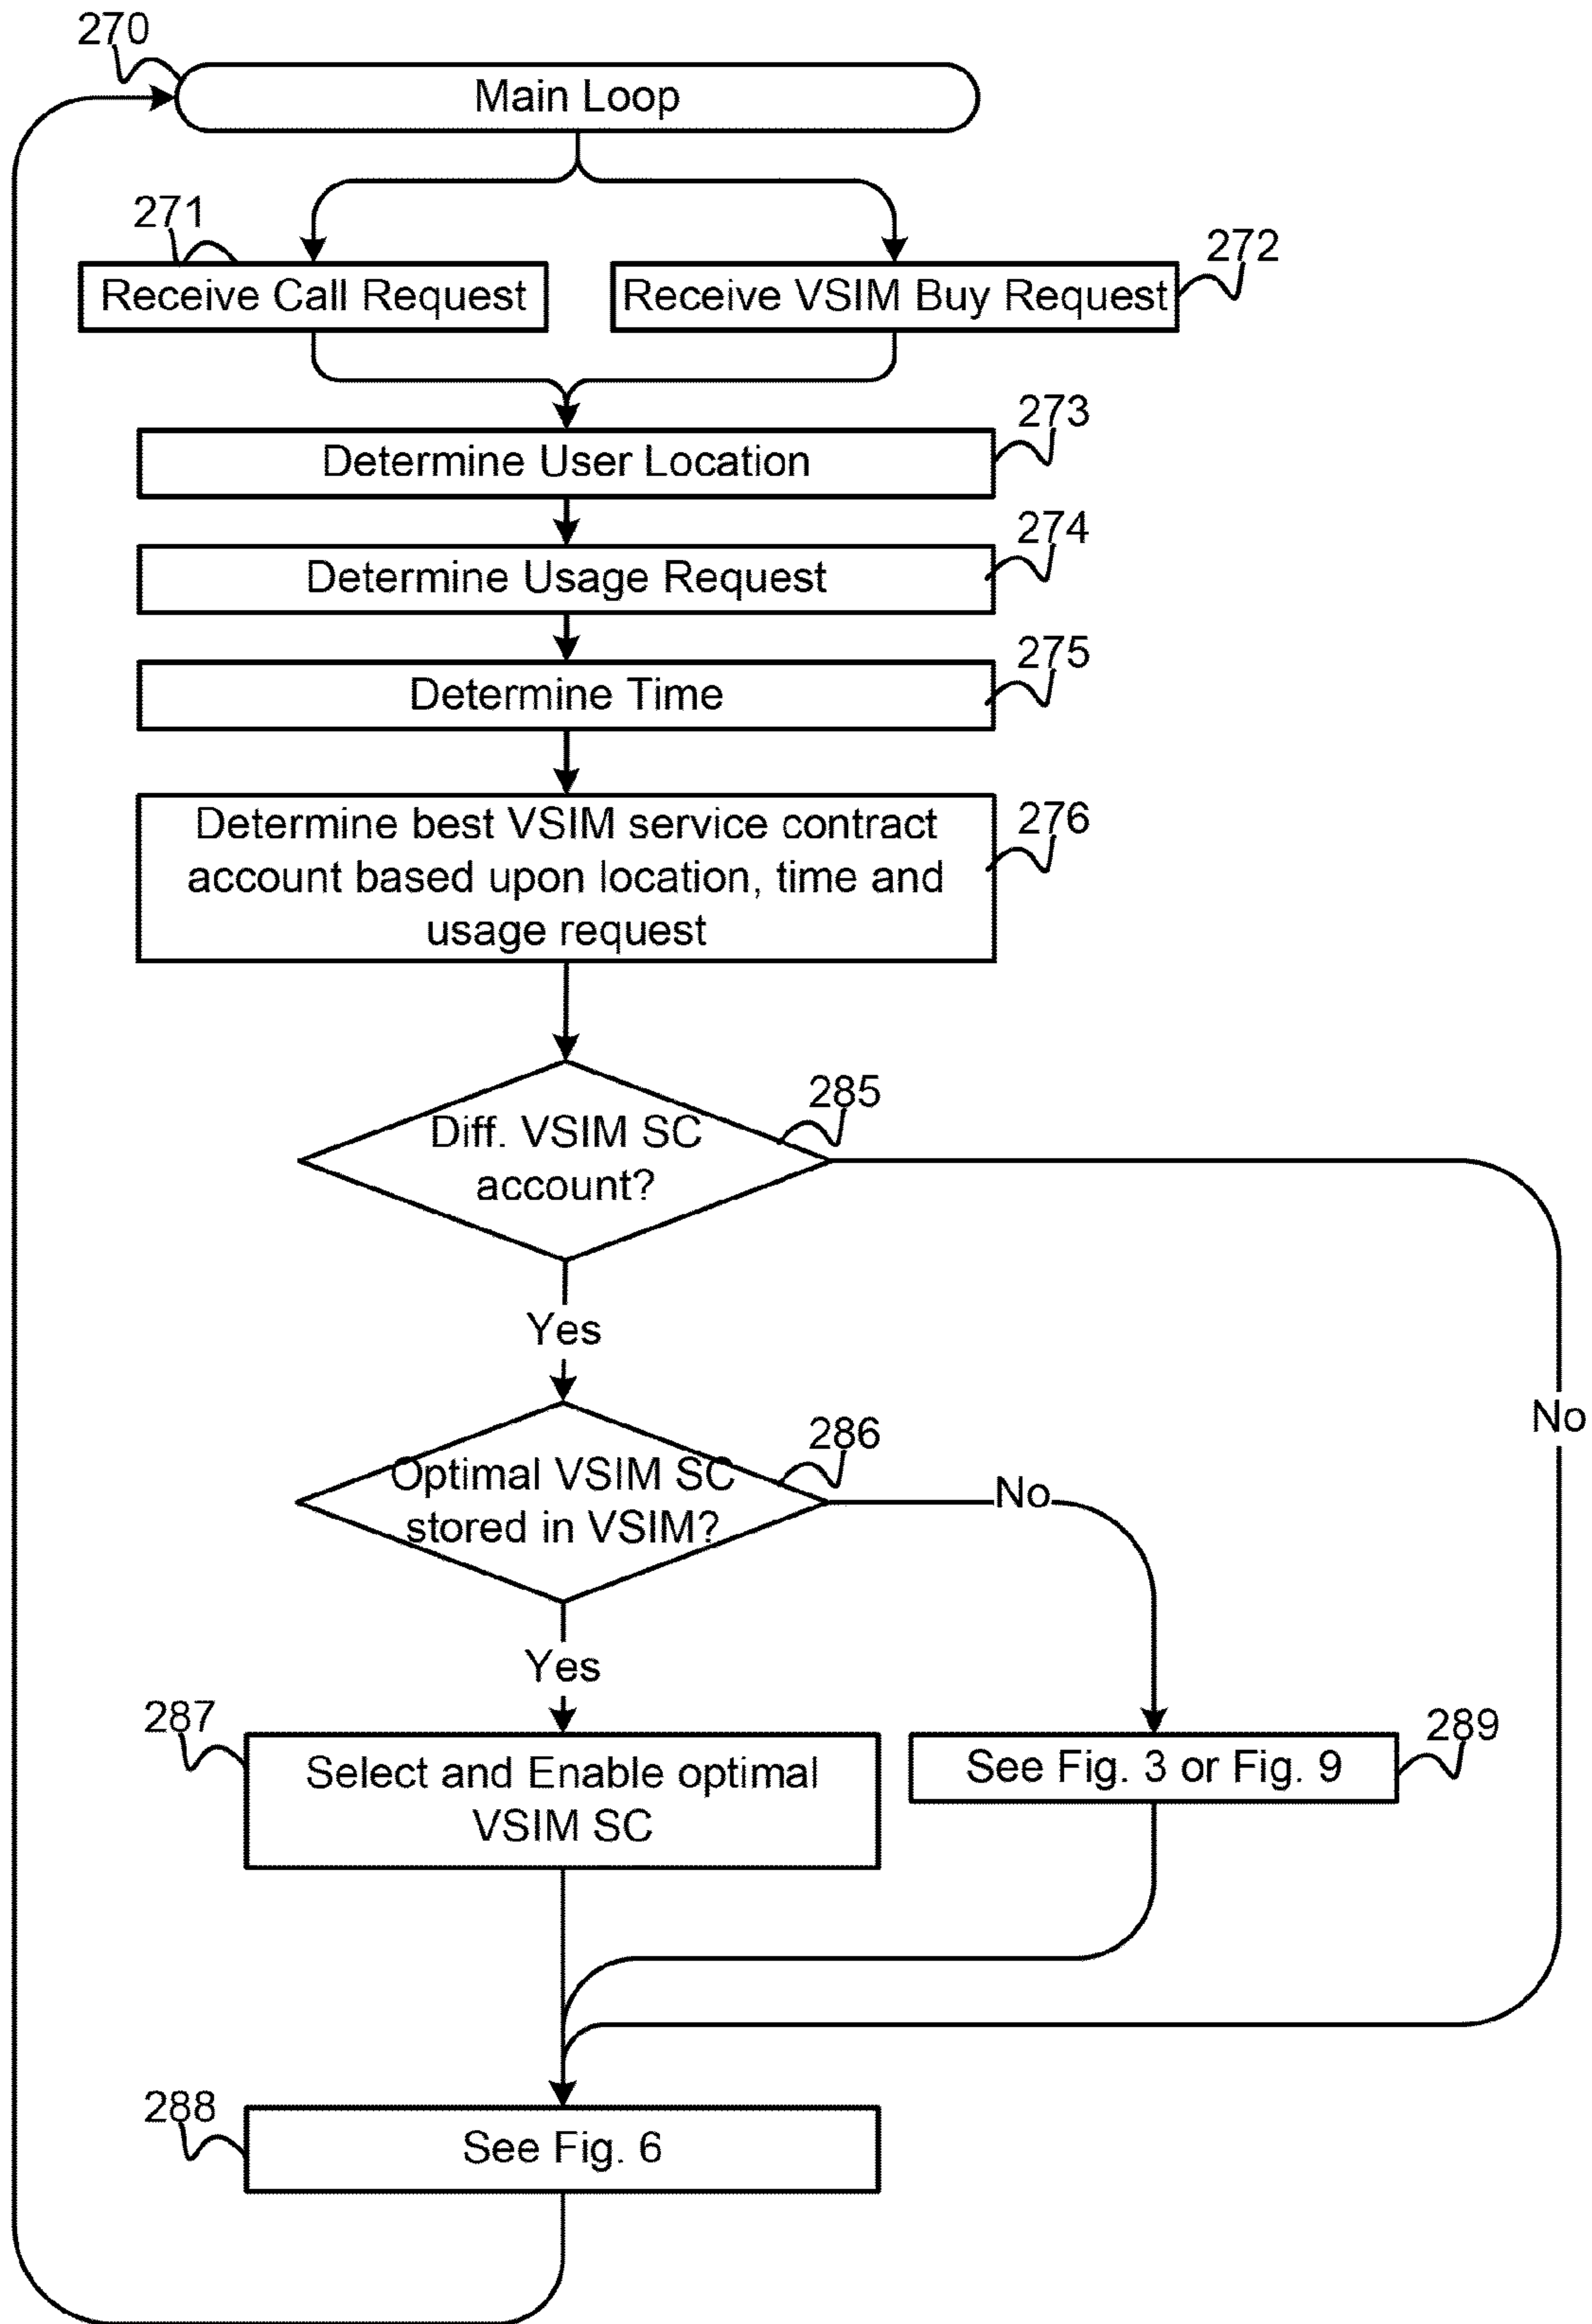 270
Main Loop
271
Receive Call Request
Receive VSIM Buy Request
272
273
Determine User Location
274
Determine Usage Request
275
Determine Time
276
Determine best VSIM service contract
account based upon location, time and
usage request
285
Diff. VSIM SC
account?
Yes
No
286
Optimal VSIM SC
stored in VSIM?
No
Yes
287
Select and Enable optimal
VSIM SC
289
See Fig. 3 or Fig. 9
288
See Fig. 6